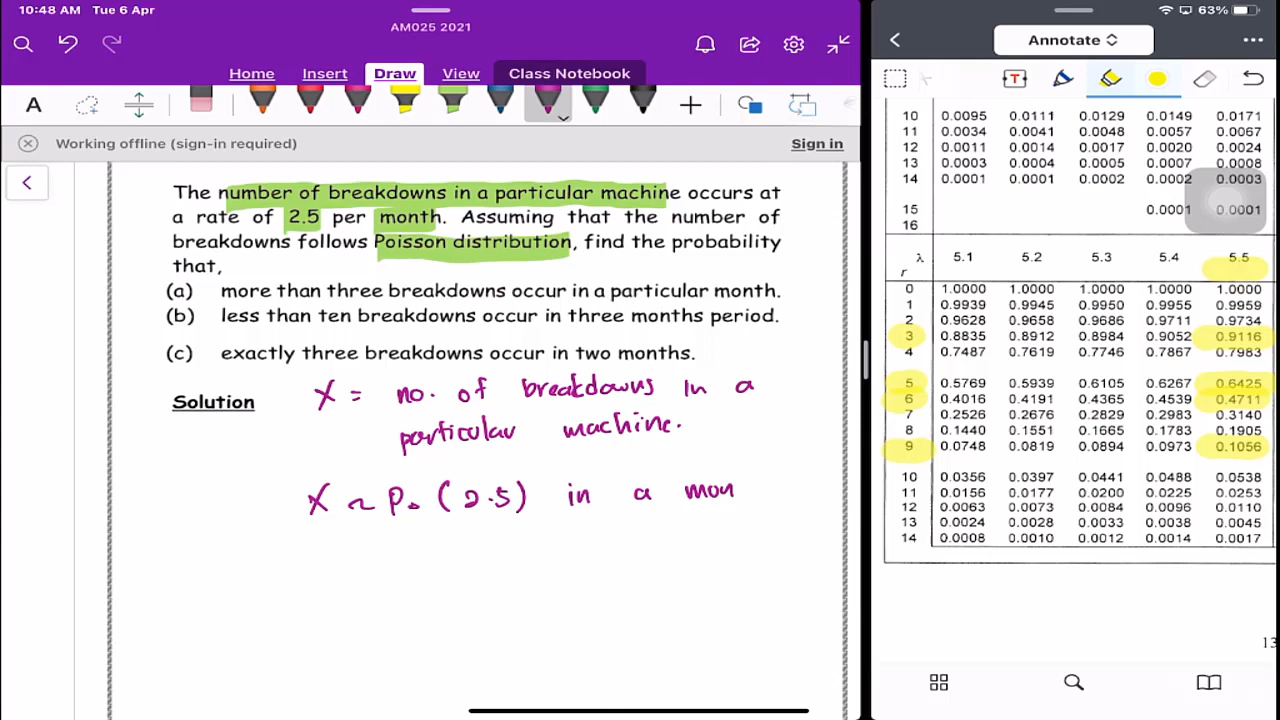 10:48 AM Tue 6 Apr
AM025 2021
Home Insert Draw View Class Notebook
A
Working offline (sign-in required) Sign in
The number of breakdowns in a particular machine occurs at
a rate of 2.5 per month. Assuming that the number of
breakdowns follows Poisson distribution, find the probability
that,
(a) more than three breakdowns occur in a particular month.
(b) less than ten breakdowns occur in three months period.
(c) exactly three breakdowns occur in two months.
Solution
X = no. of breakdowns in a
particular machine.
X ~ Po (2.5) in a mon
63%
Annotate
T
10 0.0095 0.0111 0.0129 0.0149 0.0171
11 0.0034 0.0041 0.0048 0.0057 0.0067
12 0.0011 0.0014 0.0017 0.0020 0.0024
13 0.0003 0.0004 0.0005 0.0007 0.0008
14 0.0001 0.0001 0.0002 0.0002 0.0003
15 0.0001 0.0001
16
λ 5.1 5.2 5.3 5.4 5.5
r
0 1.0000 1.0000 1.0000 1.0000 1.0000
1 0.9939 0.9945 0.9950 0.9955 0.9959
2 0.9628 0.9658 0.9686 0.9711 0.9734
3 0.8835 0.8912 0.8984 0.9052 0.9116
4 0.7487 0.7619 0.7746 0.7867 0.7983
5 0.5769 0.5939 0.6105 0.6267 0.6425
6 0.4016 0.4191 0.4365 0.4539 0.4711
7 0.2526 0.2676 0.2829 0.2983 0.3140
8 0.1440 0.1551 0.1665 0.1783 0.1905
9 0.0748 0.0819 0.0894 0.0973 0.1056
10 0.0356 0.0397 0.0441 0.0488 0.0538
11 0.0156 0.0177 0.0200 0.0225 0.0253
12 0.0063 0.0073 0.0084 0.0096 0.0110
13 0.0024 0.0028 0.0033 0.0038 0.0045
14 0.0008 0.0010 0.0012 0.0014 0.0017
13